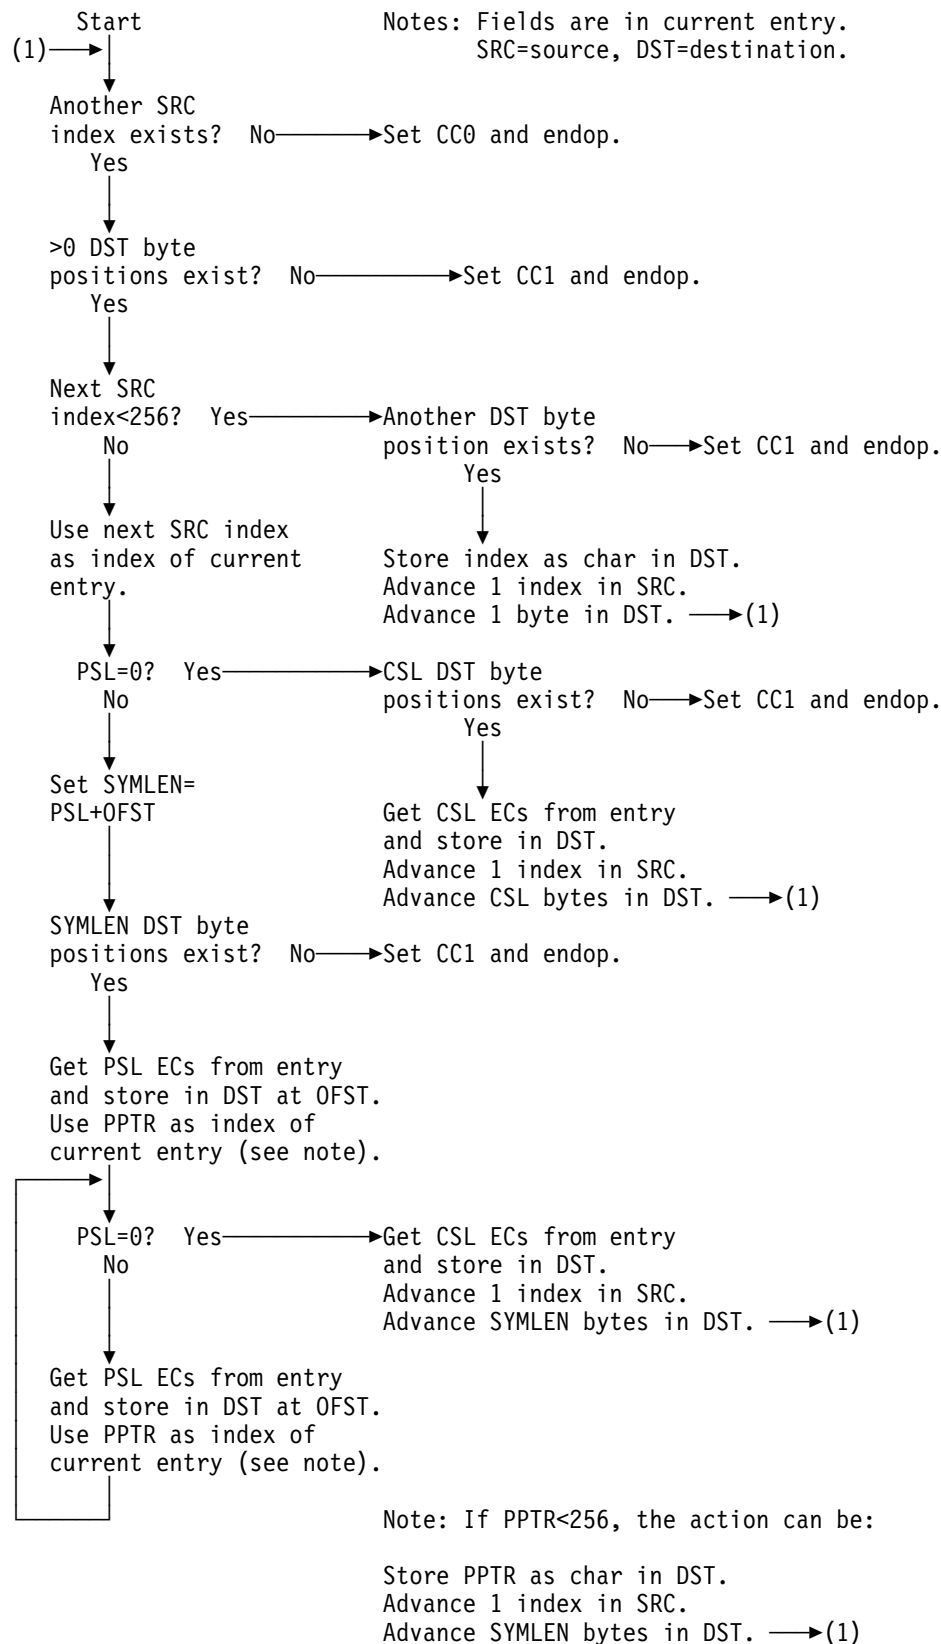 Start
Notes: Fields are in current entry.
(1)
SRC=source, DST=destination.
Another SRC
index exists? No
Set CC0 and endop.
Yes
>0 DST byte
positions exist? No
Set CC1 and endop.
Yes
Next SRC
index<256? Yes
No
Another DST byte
position exists? No
Set CC1 and endop.
Yes
Use next SRC index
as index of current
entry.
Store index as char in DST.
Advance 1 index in SRC.
Advance 1 byte in DST.
(1)
PSL=0? Yes
No
CSL DST byte
positions exist? No
Set CC1 and endop.
Yes
Set SYMLEN=
PSL+OFST
Get CSL ECs from entry
and store in DST.
Advance 1 index in SRC.
Advance CSL bytes in DST.
(1)
SYMLEN DST byte
positions exist? No
Set CC1 and endop.
Yes
Get PSL ECs from entry
and store in DST at OFST.
Use PPTR as index of
current entry (see note).
PSL=0? Yes
No
Get CSL ECs from entry
and store in DST.
Advance 1 index in SRC.
Advance SYMLEN bytes in DST.
(1)
Get PSL ECs from entry
and store in DST at OFST.
Use PPTR as index of
current entry (see note).
Note: If PPTR<256, the action can be:
Store PPTR as char in DST.
Advance 1 index in SRC.
Advance SYMLEN bytes in DST.
(1)